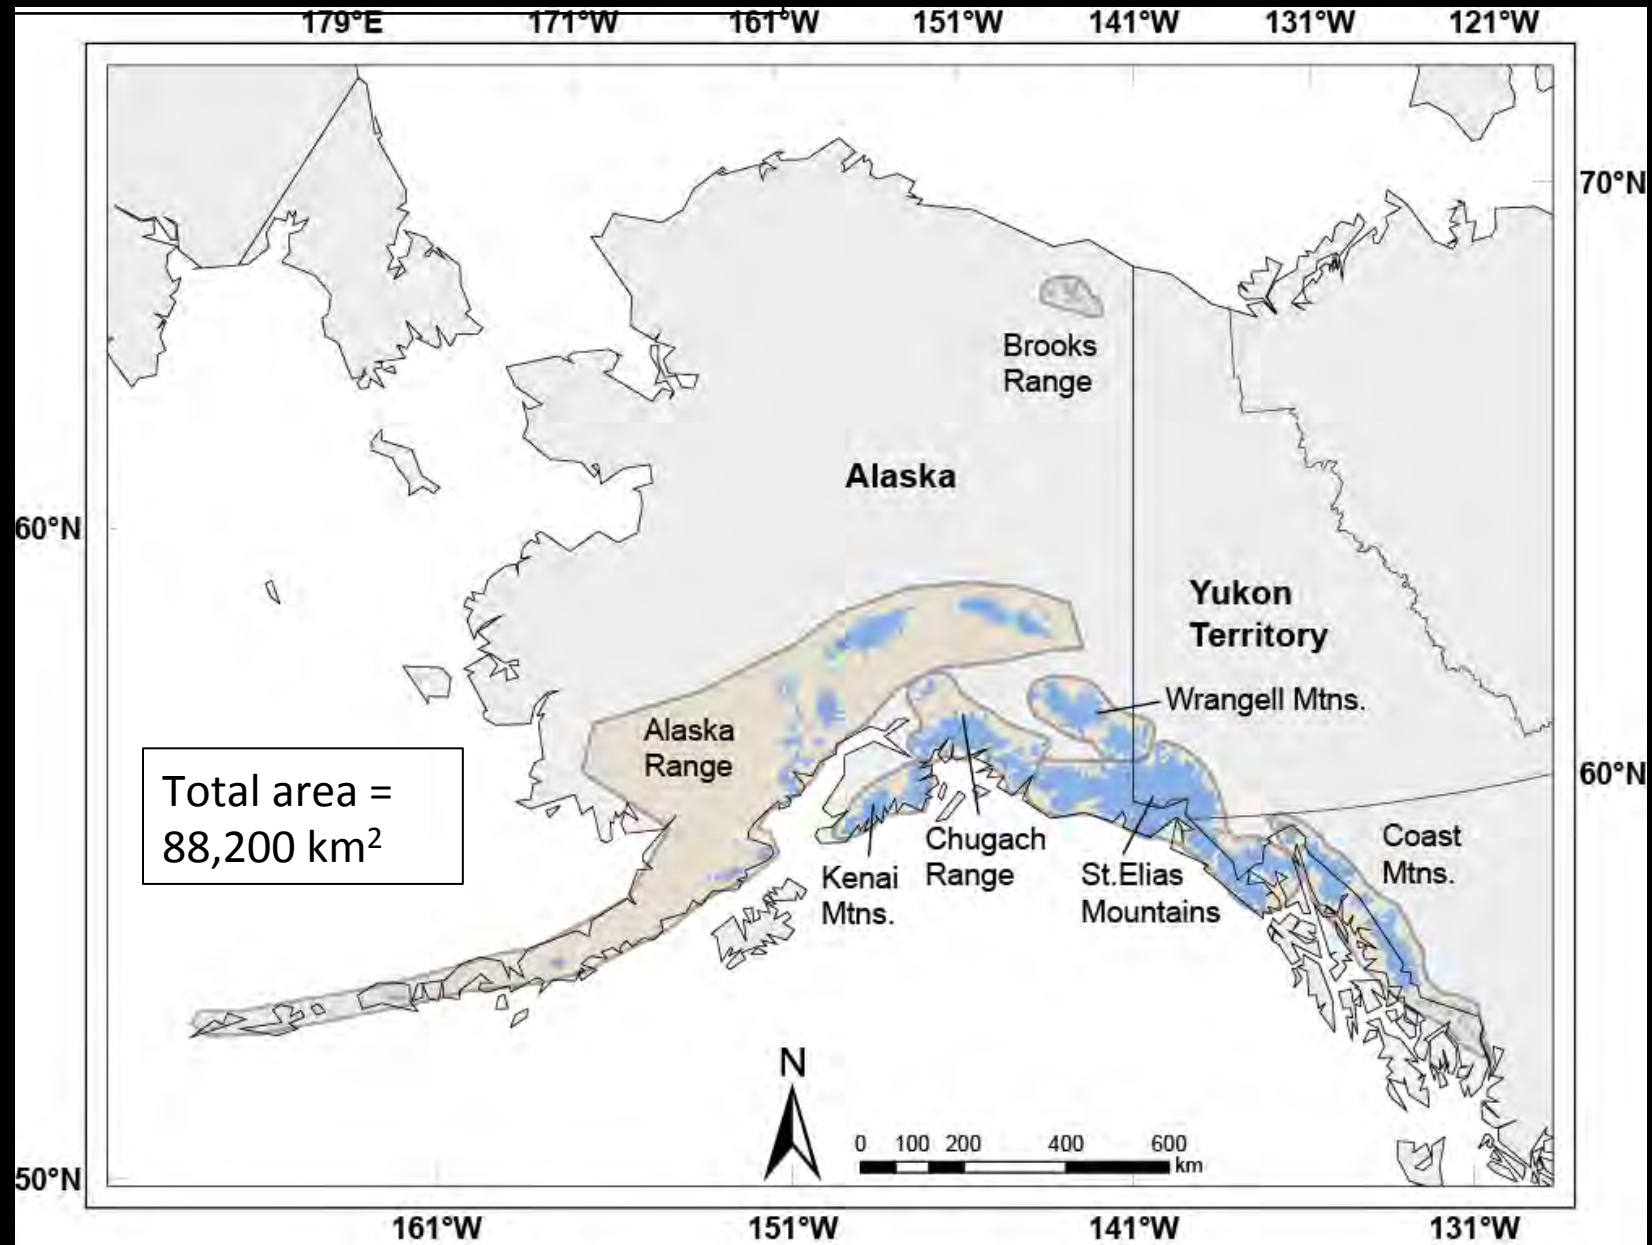 179°E 171°W 161°W 151°W 141°W 131°W 121°W
70°N
Brooks
Range
Alaska
60°N
Yukon
Territory
Wrangell Mtns.
Alaska
Range
60°N
Total area =
88,200 km²
Coast
Mtns.
Chugach
Range
Kenai
Mtns.
St.Elias
Mountains
N
0 100 200 400 600
km
50°N
161°W 151°W 141°W 131°W